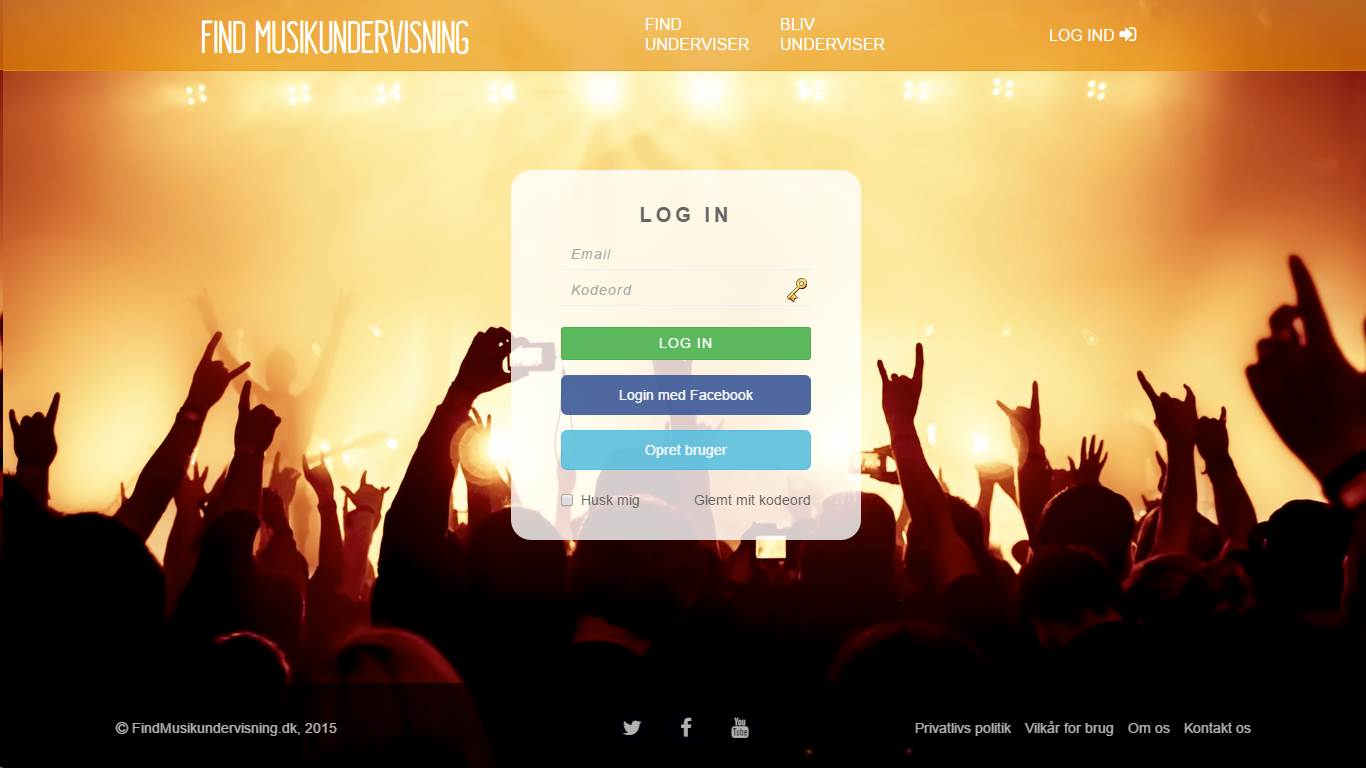 FIND MUSIKUNDERVISNING
FIND
UNDERVISER
BLIV
UNDERVISER
LOG IND
LOG IN
Email
Kodeord
LOG IN
Login med Facebook
Opret bruger
Husk mig
Glemt mit kodeord
© FindMusikundervisning.dk, 2015
You
Tube
Privatlivs politik
Vilkår for brug
Om os
Kontakt os